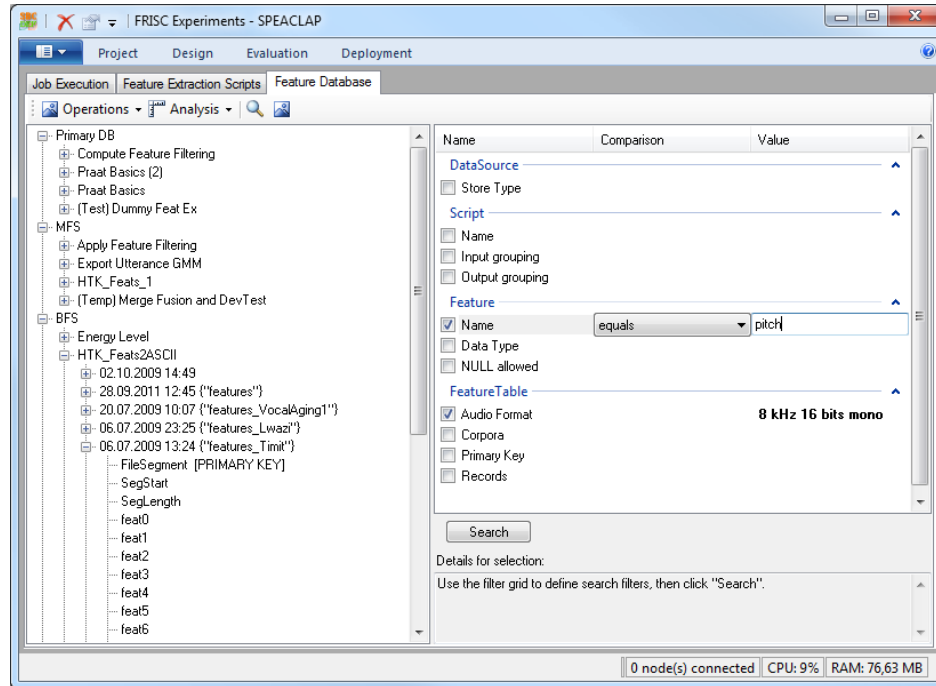 FRISC Experiments - SPEACLAP
Project Design Evaluation Deployment
Job Execution Feature Extraction Scripts Feature Database
Operations Analysis
Primary DB
Compute Feature Filtering
Praat Basics (2)
Praat Basics
(Test) Dummy Feat Ex
MFS
Apply Feature Filtering
Export Utterance GMM
HTK_Feats_1
(Temp) Merge Fusion and DevTest
BFS
Energy Level
HTK_Feats2ASCII
02.10.2009 14:49
28.09.2011 12:45 {"features"}
20.07.2009 10:07 {"features_VocalAging1"}
06.07.2009 23:25 {"features_Lwazi"}
06.07.2009 13:24 {"features_Timit"}
FileSegment [PRIMARY KEY]
SegStart
SegLength
feat0
feat1
feat2
feat3
feat4
feat5
feat6
Name Comparison Value
DataSource
Store Type
Script
Name
Input grouping
Output grouping
Feature
Name equals pitch
Data Type
NULL allowed
FeatureTable
Audio Format 8 kHz 16 bits mono
Corpora
Primary Key
Records
Search
Details for selection:
Use the filter grid to define search filters, then click "Search".
0 node(s) connected CPU: 9% RAM: 76,63 MB